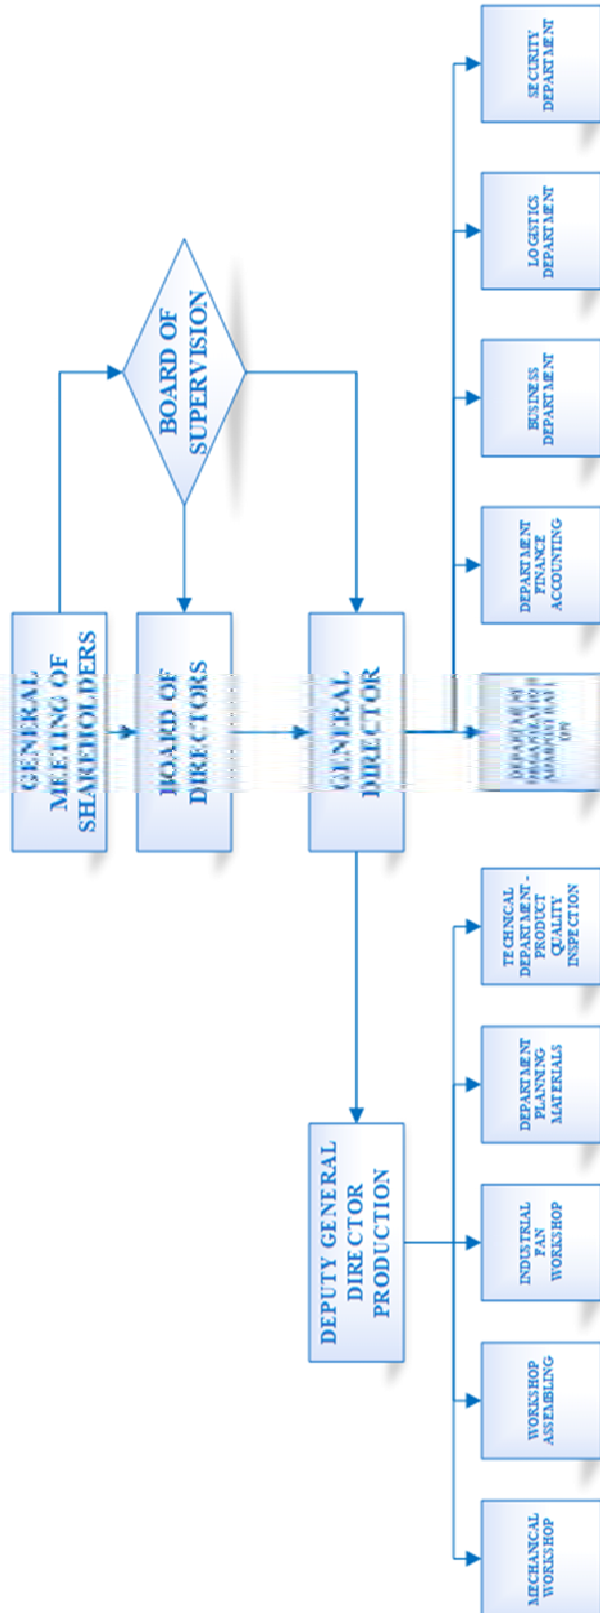 GENERAL
MEETING OF
SHAREHOLDERS
BOARD OF
SUPERVISION
BOARD OF
DIRECTORS
GENERAL
DIRECTOR
DEPUTY GENERAL
DIRECTOR
PRODUCTION
MECHANICAL
WORKSHOP
WORKSHOP
ASSEMBLING
INDUSTRIAL
FAN
WORKSHOP
DEPARTMENT
PLANNING
MATERIALS
TECHNICAL
DEPARTMENT -
PRODUCT
QUALITY
INSPECTION
DEPARTMENT
DEPARTMENT
FINANCE
ACCOUNTING
BUSINESS
DEPARTMENT
LOGISTICS
DEPARTMENT
SECURITY
DEPARTMENT